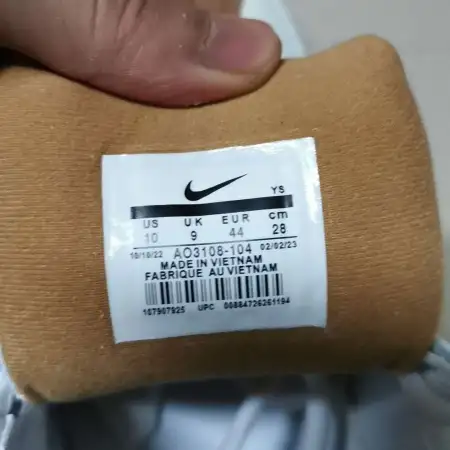 YS
US UK EUR cm
10 9 44 28
10/10/22 AO3108-104 02/02/23
MADE IN VIETNAM
FABRIQUE AU VIETNAM
107907925 UPC 00884726261194